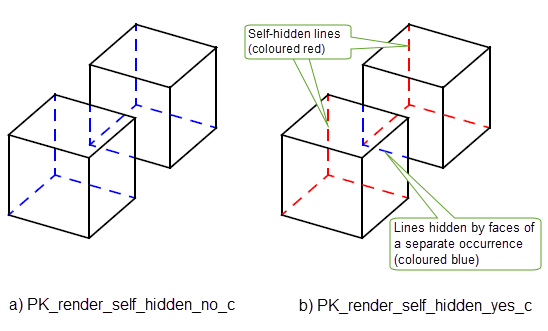 Self-hidden lines
(coloured red)
Lines hidden by faces of
a separate occurrence
(coloured blue)
a) PK_render_self_hidden_no_c
b) PK_render_self_hidden_yes_c